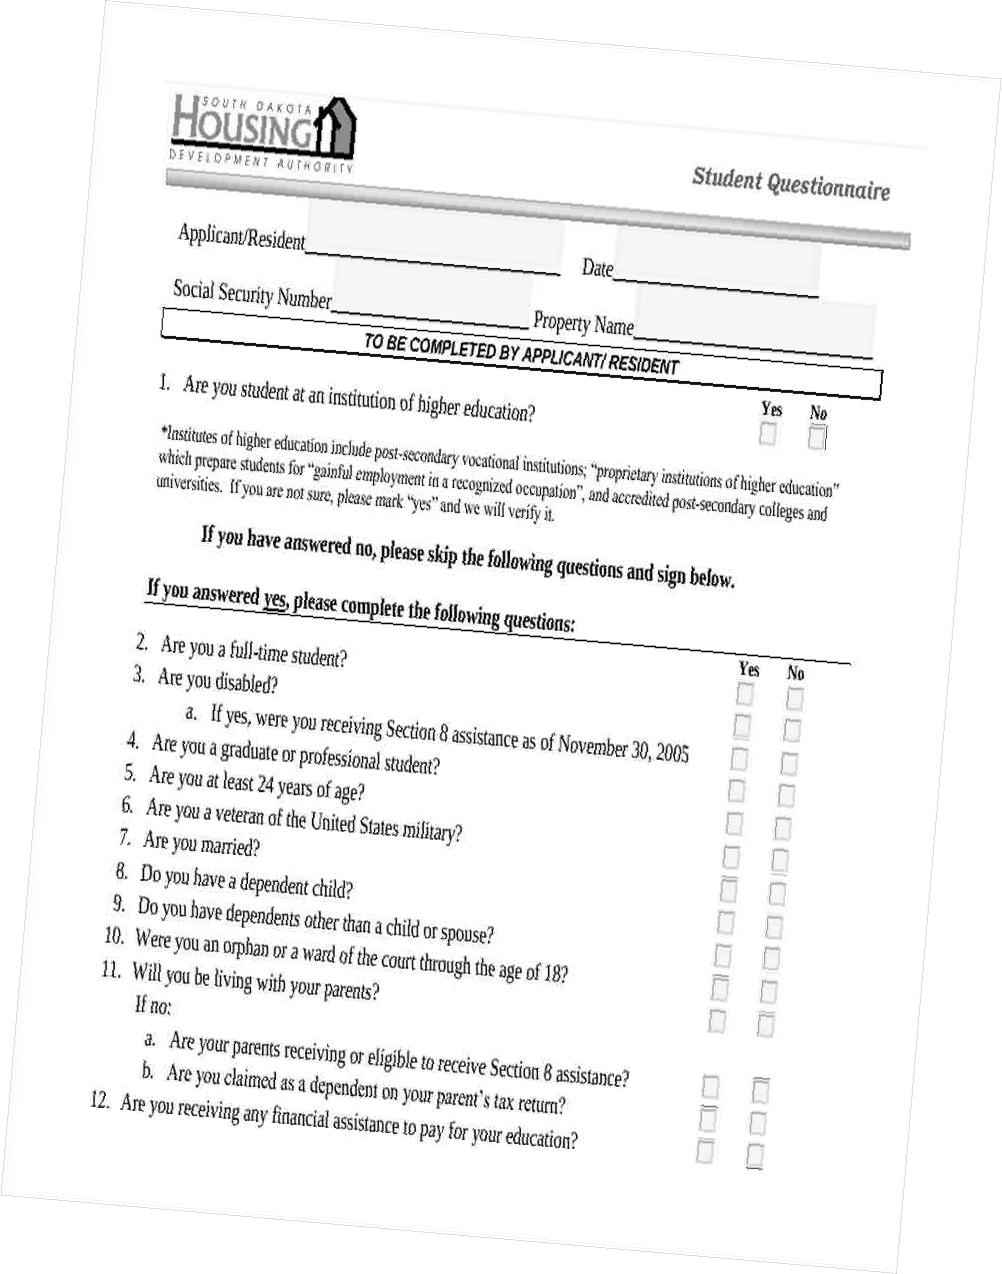 SOUTH DAKOTA
HOUSING
DEVELOPMENT AUTHORITY
Student Questionnaire
Applicant/Resident Date
Social Security Number Property Name
TO BE COMPLETED BY APPLICANT/ RESIDENT
1. Are you student at an institution of higher education? Yes No
*Institutes of higher education include post-secondary vocational institutions; “proprietary institutions of higher education”
which prepare students for “gainful employment in a recognized occupation”, and accredited post-secondary colleges and
universities. If you are not sure, please mark “yes” and we will verify it.
If you have answered no, please skip the following questions and sign below.
If you answered yes, please complete the following questions:
Yes No
2. Are you a full-time student?
3. Are you disabled?
a. If yes, were you receiving Section 8 assistance as of November 30, 2005
4. Are you a graduate or professional student?
5. Are you at least 24 years of age?
6. Are you a veteran of the United States military?
7. Are you married?
8. Do you have a dependent child?
9. Do you have dependents other than a child or spouse?
10. Were you an orphan or a ward of the court through the age of 18?
11. Will you be living with your parents?
If no:
a. Are your parents receiving or eligible to receive Section 8 assistance?
b. Are you claimed as a dependent on your parent’s tax return?
12. Are you receiving any financial assistance to pay for your education?